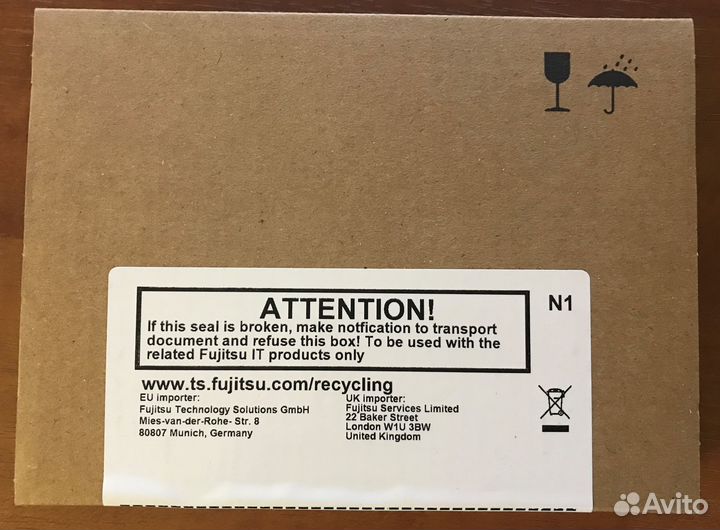 ATTENTION!
If this seal is broken, make notfication to transport
document and refuse this box! To be used with the
related Fujitsu IT products only
N1
www.ts.fujitsu.com/recycling
EU importer:
Fujitsu Technology Solutions GmbH
Mies-van-der-Rohe- Str. 8
80807 Munich, Germany
UK importer:
Fujitsu Services Limited
22 Baker Street
London W1U 3BW
United Kingdom
Avito